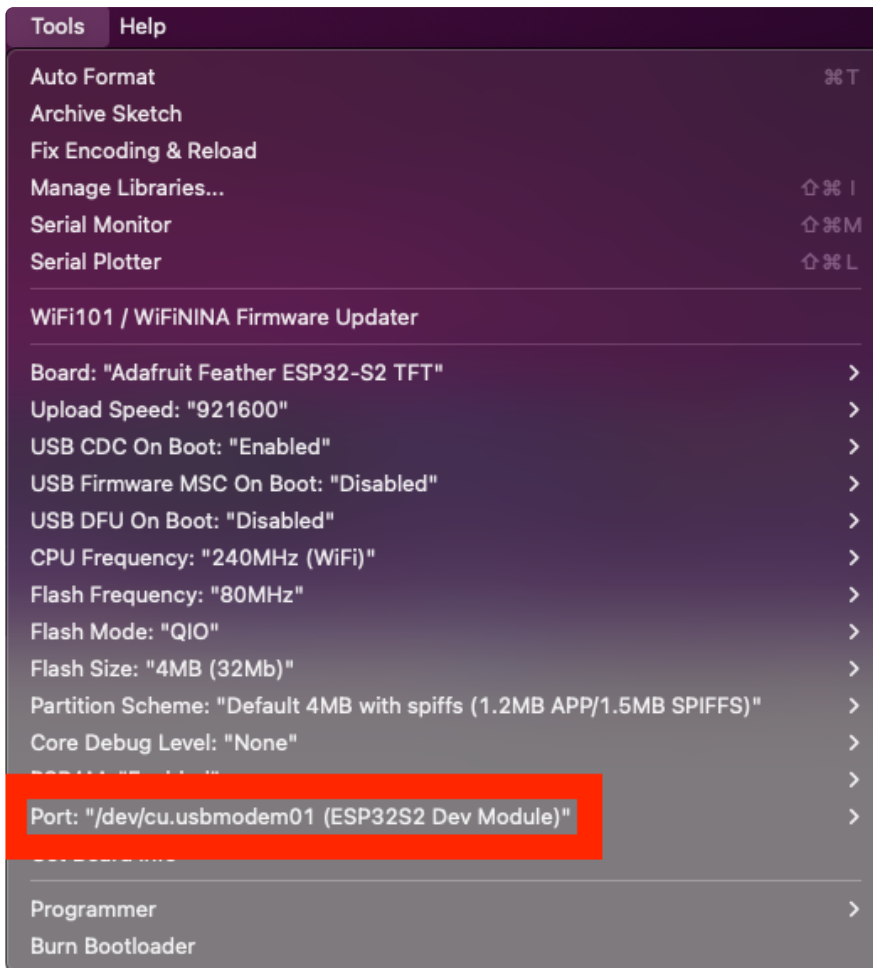 Tools Help
Auto Format ⌘T
Archive Sketch
Fix Encoding & Reload
Manage Libraries... ⇧⌘I
Serial Monitor ⇧⌘M
Serial Plotter ⇧⌘L
WiFi101 / WiFiNINA Firmware Updater
Board: "Adafruit Feather ESP32-S2 TFT"
Upload Speed: "921600"
USB CDC On Boot: "Enabled"
USB Firmware MSC On Boot: "Disabled"
USB DFU On Boot: "Disabled"
CPU Frequency: "240MHz (WiFi)"
Flash Frequency: "80MHz"
Flash Mode: "QIO"
Flash Size: "4MB (32Mb)"
Partition Scheme: "Default 4MB with spiffs (1.2MB APP/1.5MB SPIFFS)"
Core Debug Level: "None"
Port: "/dev/cu.usbmodem01 (ESP32S2 Dev Module)"
Programmer
Burn Bootloader